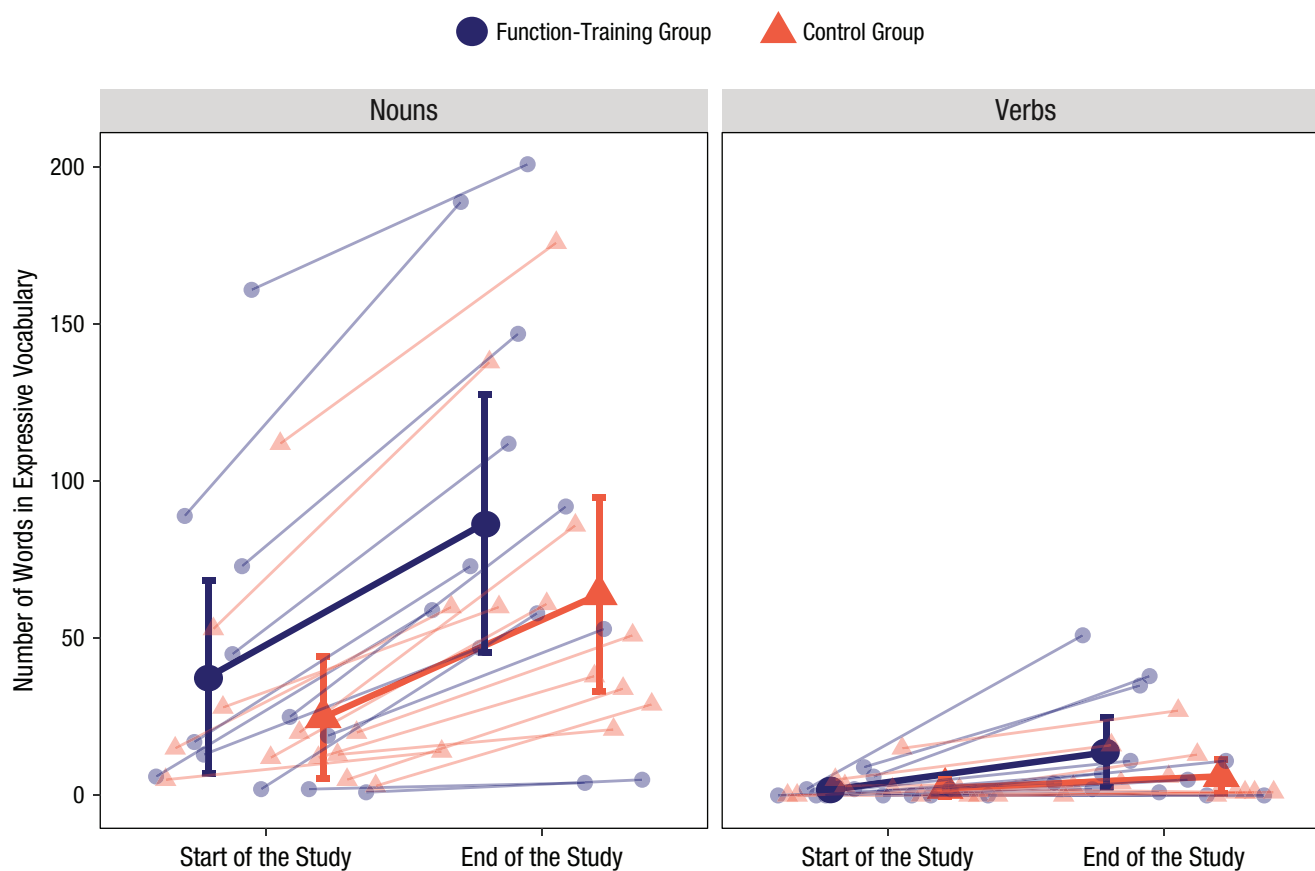 Function-Training Group Control Group
Nouns Verbs
Number of Words in Expressive Vocabulary
200
150
100
50
0
Start of the Study End of the Study Start of the Study End of the Study